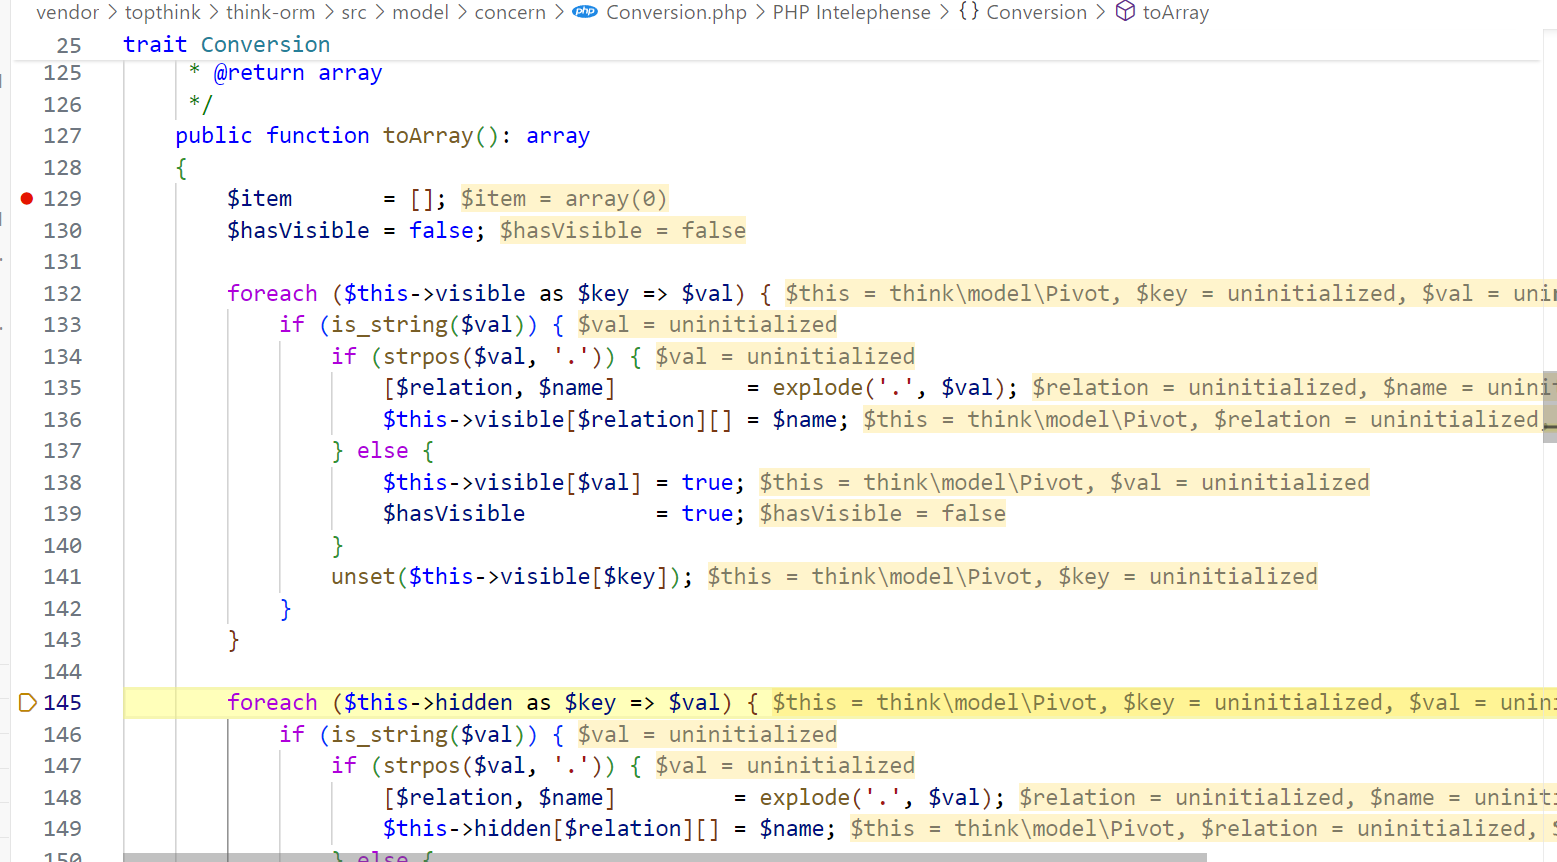 vendor > topthink > think-orm > src > model > concern > php Conversion.php > PHP Intelephense > {} Conversion > toArray
25 trait Conversion
125 * @return array
126 */
127 public function toArray(): array
128 {
129 $item = []; $item = array(0)
130 $hasVisible = false; $hasVisible = false
131
132 foreach ($this->visible as $key => $val) { $this = think\model\Pivot, $key = uninitialized, $val = uni
133 if (is_string($val)) { $val = uninitialized
134 if (strpos($val, '.')) { $val = uninitialized
135 [$relation, $name] = explode('.', $val); $relation = uninitialized, $name = unini
136 $this->visible[$relation][] = $name; $this = think\model\Pivot, $relation = uninitialized,
137 } else {
138 $this->visible[$val] = true; $this = think\model\Pivot, $val = uninitialized
139 $hasVisible = true; $hasVisible = false
140 }
141 unset($this->visible[$key]); $this = think\model\Pivot, $key = uninitialized
142 }
143 }
144
145 foreach ($this->hidden as $key => $val) { $this = think\model\Pivot, $key = uninitialized, $val = unin
146 if (is_string($val)) { $val = uninitialized
147 if (strpos($val, '.')) { $val = uninitialized
148 [$relation, $name] = explode('.', $val); $relation = uninitialized, $name = uninit
149 $this->hidden[$relation][] = $name; $this = think\model\Pivot, $relation = uninitialized,
150 } else {